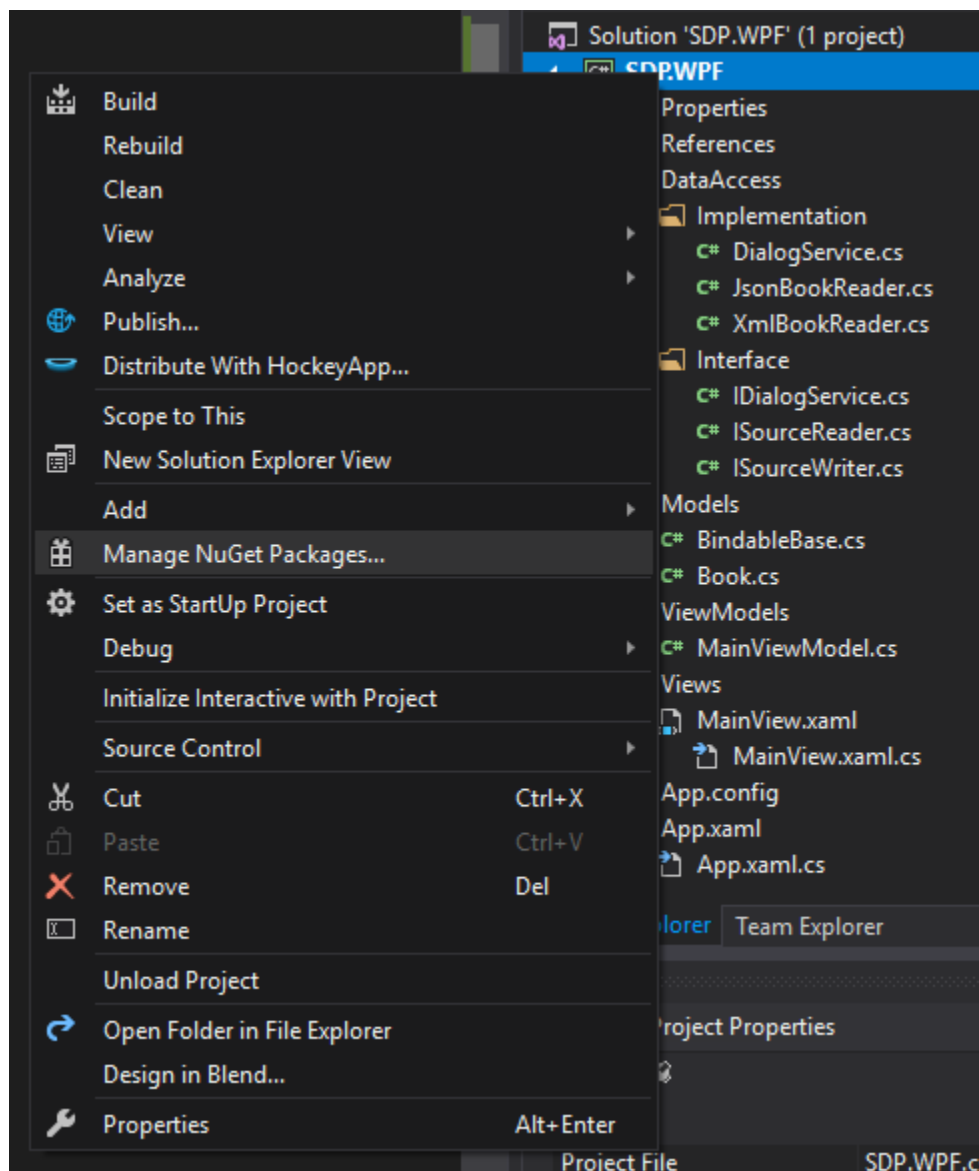 Solution 'SDP.WPF' (1 project)
C# SDP.WPF
Properties
References
DataAccess
Implementation
C# DialogService.cs
C# JsonBookReader.cs
C# XmlBookReader.cs
Interface
C# IDialogService.cs
C# ISourceReader.cs
C# ISourceWriter.cs
Models
C# BindableBase.cs
C# Book.cs
ViewModels
C# MainViewModel.cs
Views
MainView.xaml
MainView.xaml.cs
App.config
App.xaml
App.xaml.cs
Build
Rebuild
Clean
View
Analyze
Publish...
Distribute With HockeyApp...
Scope to This
New Solution Explorer View
Add
Manage NuGet Packages...
Set as StartUp Project
Debug
Initialize Interactive with Project
Source Control
Cut Ctrl+X
Paste Ctrl+V
Remove Del
Rename
Unload Project
Open Folder in File Explorer
Design in Blend...
Properties Alt+Enter
lorer Team Explorer
Project Properties
Project File SDP.WPF.c